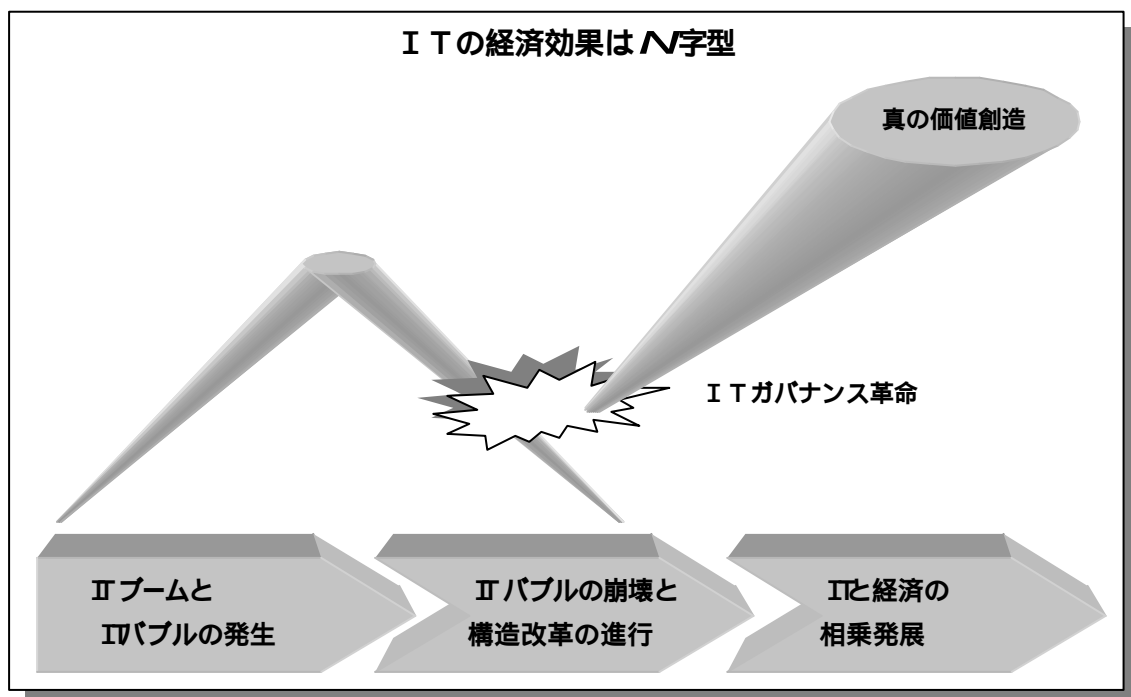 ＩＴの経済効果はN字型
真の価値創造
ＩＴガバナンス革命
ITブームと
ITバブルの発生
ITバブルの崩壊と
構造改革の進行
ITと経済の
相乗発展